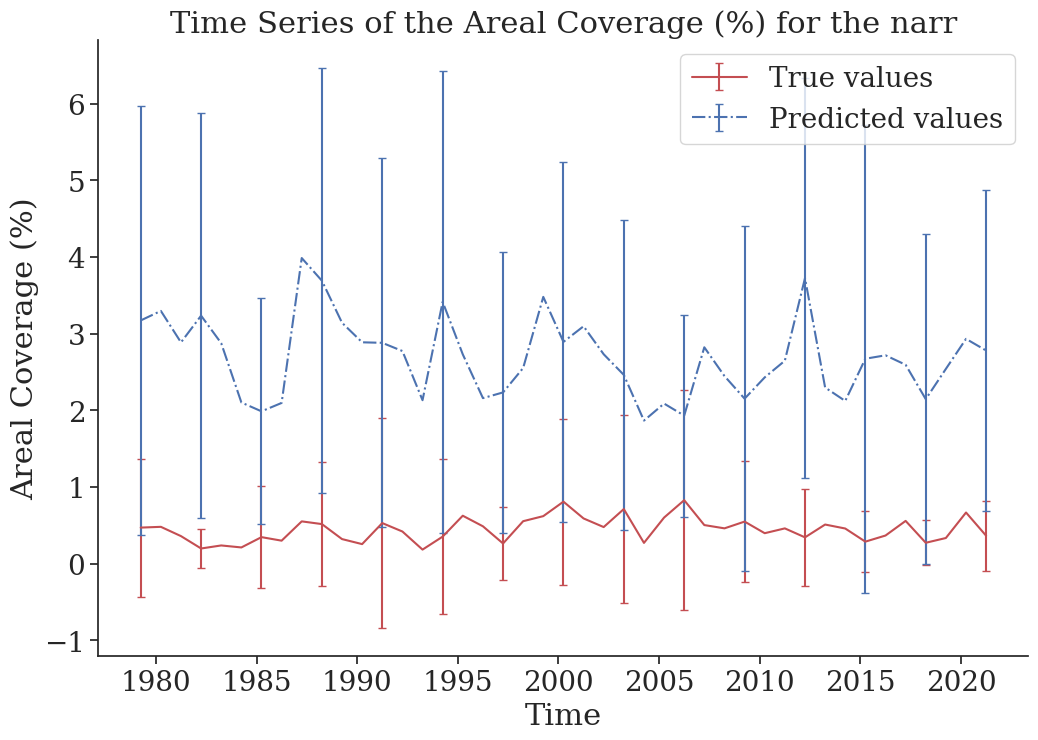 Time Series of the Areal Coverage (%) for the narr
True values
Predicted values
Areal Coverage (%)
6
5
4
3
2
1
0
−1
1980 1985 1990 1995 2000 2005 2010 2015 2020
Time